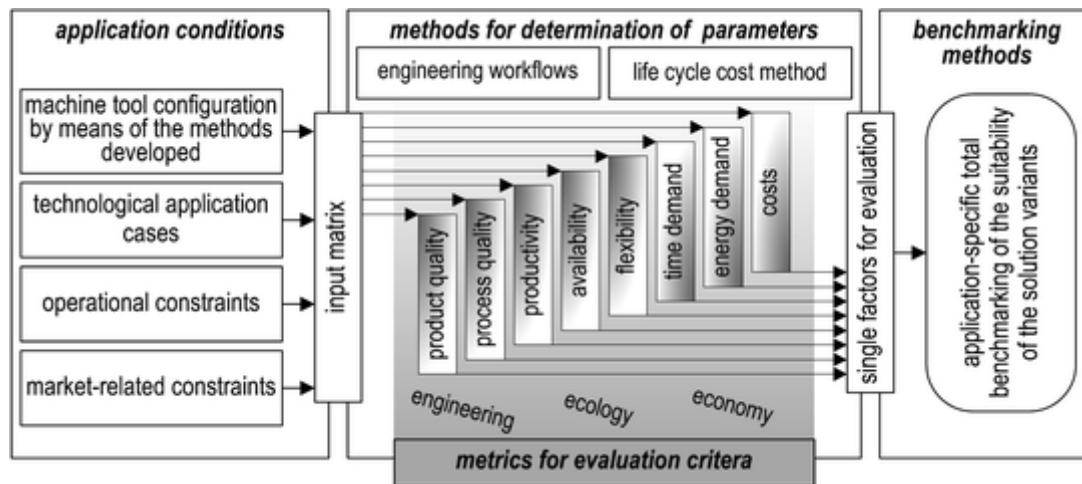 application conditions
machine tool configuration
by means of the methods
developed
technological application
cases
operational constraints
market-related constraints
input matrix
methods for determination of parameters
engineering workflows
life cycle cost method
product quality
process quality
productivity
availability
flexibility
time demand
energy demand
costs
engineering
ecology
economy
metrics for evaluation critera
single factors for evaluation
benchmarking
methods
application-specific total
benchmarking of the suitability
of the solution variants